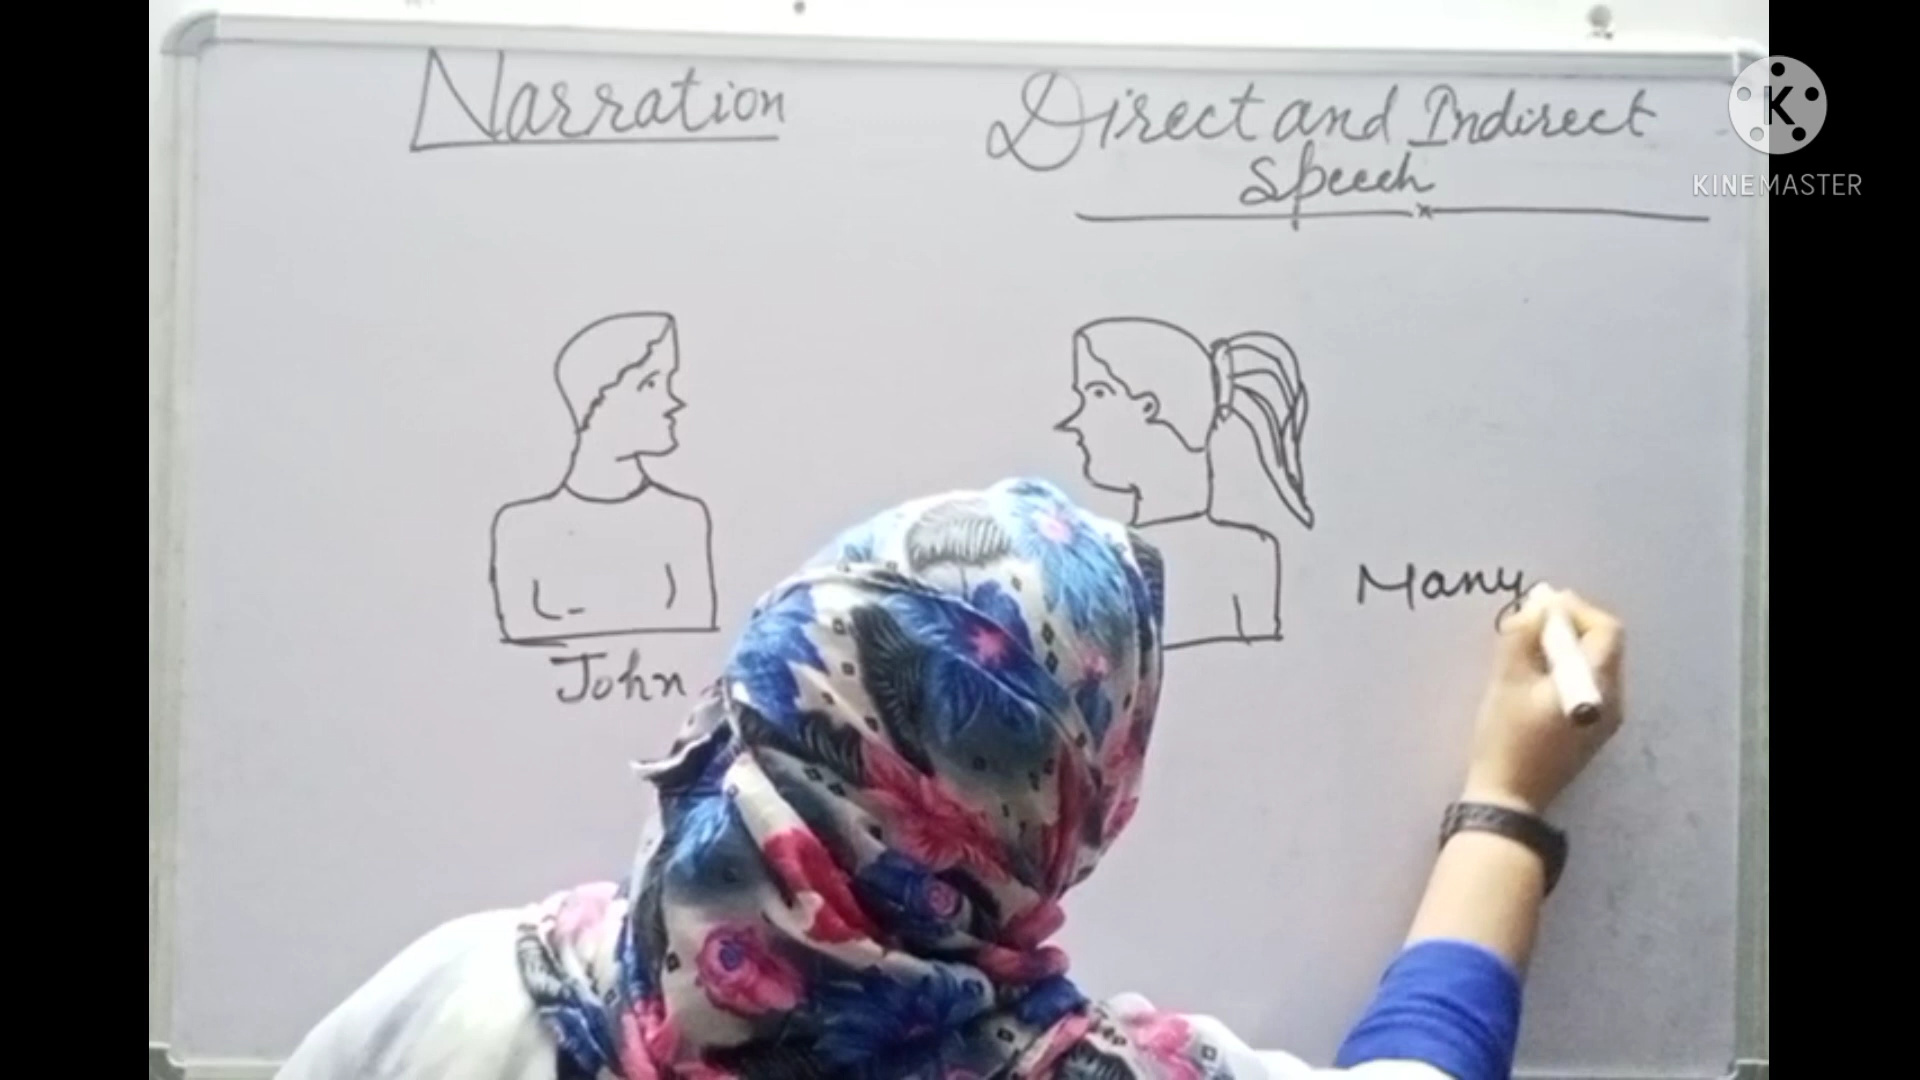 Narration
Direct and Indirect
Speech
John
Many
KINEMASTER